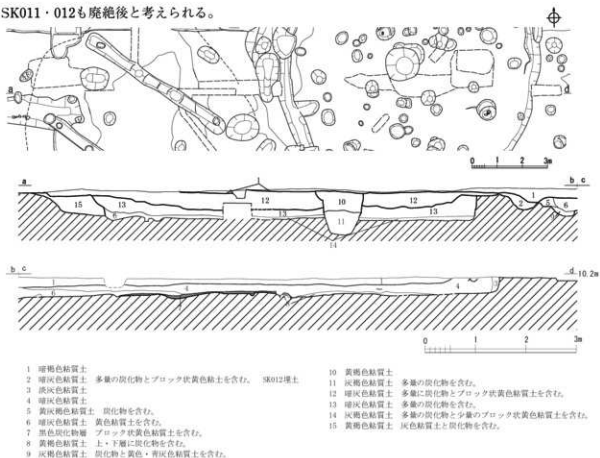 SK011・012も廃絶後と考えられる。
a
d
0 1 2 3m
a
1
b c
15
13
12
10
12
1
6
13
11
13
2
5
6
14
b c
d
10.2m
4
1
4
3
6
7
8
0 3m
1 暗褐色粘質土
2 暗灰色粘質土 多量の炭化物とブロック状黄色粘土を含む。 SK012埋土
3 淡灰色粘質土
4 暗灰色粘質土
5 黄灰褐色粘質土 炭化物を含む。
6 暗灰色粘質土 黄色粘質土を含む。
7 黒色炭化物層 ブロック状黄色粘質土を含む。
8 黄褐色粘質土 上・下層に炭化物を含む。
9 灰褐色粘質土 炭化物と黄色・青灰色粘質土を含む。
10 黄褐色粘質土
11 灰褐色粘質土 多量の炭化物を含む。
12 暗灰色粘質土 多量に炭化物とブロック状黄色粘質土を含む。
13 暗灰色粘質土 多量の炭化物を含む。
14 灰褐色粘質土 多量の炭化物と少量のブロック状黄色粘質土を含む。
15 黄褐色粘質土 灰色粘質土と炭化物を含む。